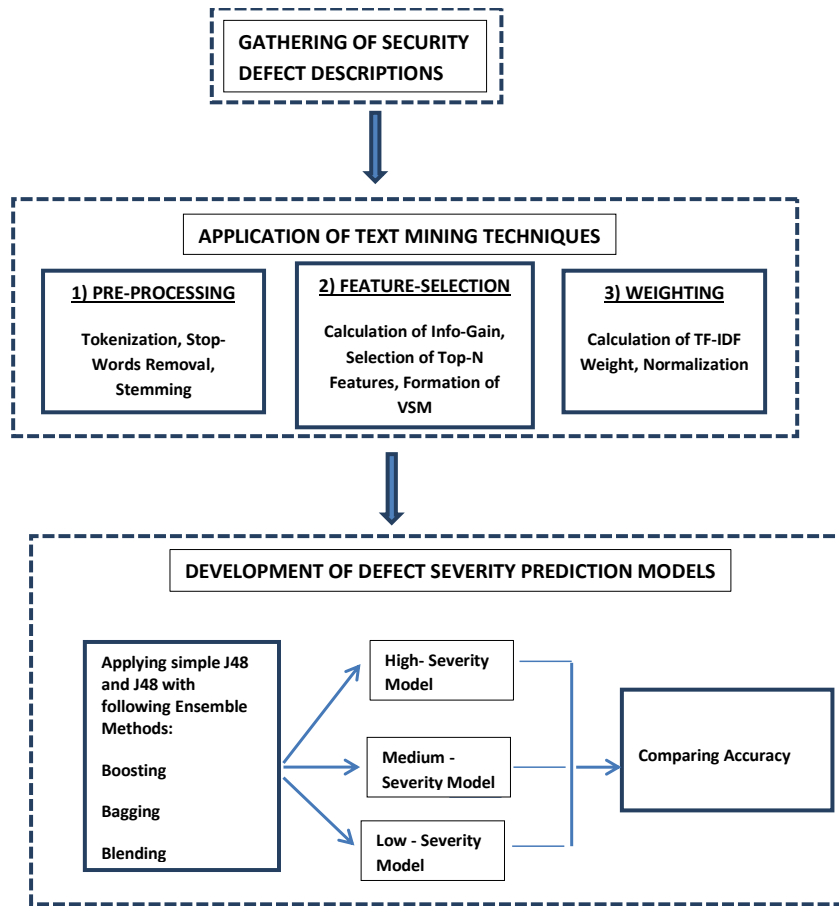 GATHERING OF SECURITY
DEFECT DESCRIPTIONS
APPLICATION OF TEXT MINING TECHNIQUES
1) PRE-PROCESSING
Tokenization, Stop-
Words Removal,
Stemming
2) FEATURE-SELECTION
Calculation of Info-Gain,
Selection of Top-N
Features, Formation of
VSM
3) WEIGHTING
Calculation of TF-IDF
Weight, Normalization
DEVELOPMENT OF DEFECT SEVERITY PREDICTION MODELS
Applying simple J48
and J48 with
following Ensemble
Methods:
Boosting
Bagging
Blending
High- Severity
Model
Medium -
Severity Model
Low - Severity
Model
Comparing Accuracy